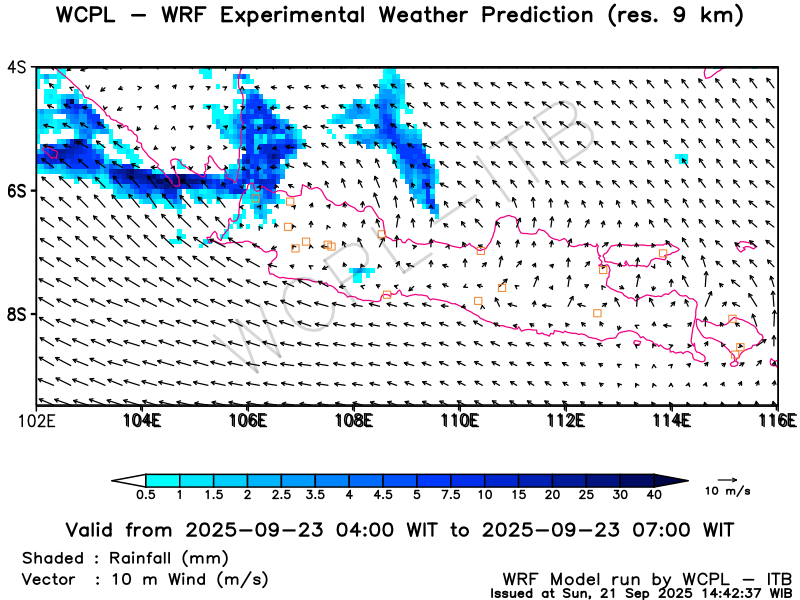 WCPL – WRF Experimental Weather Prediction (res. 9 km)
4S
6S
8S
102E 104E 106E 108E 110E 112E 114E 116E
WCPL-ITB
0.5 1 1.5 2 2.5 3.5 4 4.5 5 7.5 10 15 20 25 30 40
10 m/s
Valid from 2025-09-23 04:00 WIT to 2025-09-23 07:00 WIT
Shaded : Rainfall (mm)
Vector : 10 m Wind (m/s)
WRF Model run by WCPL – ITB
Issued at Sun, 21 Sep 2025 14:42:37 WIB